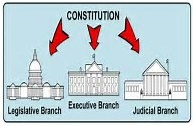 CONSTITUTION
Legislative Branch
Executive Branch
Judicial Branch